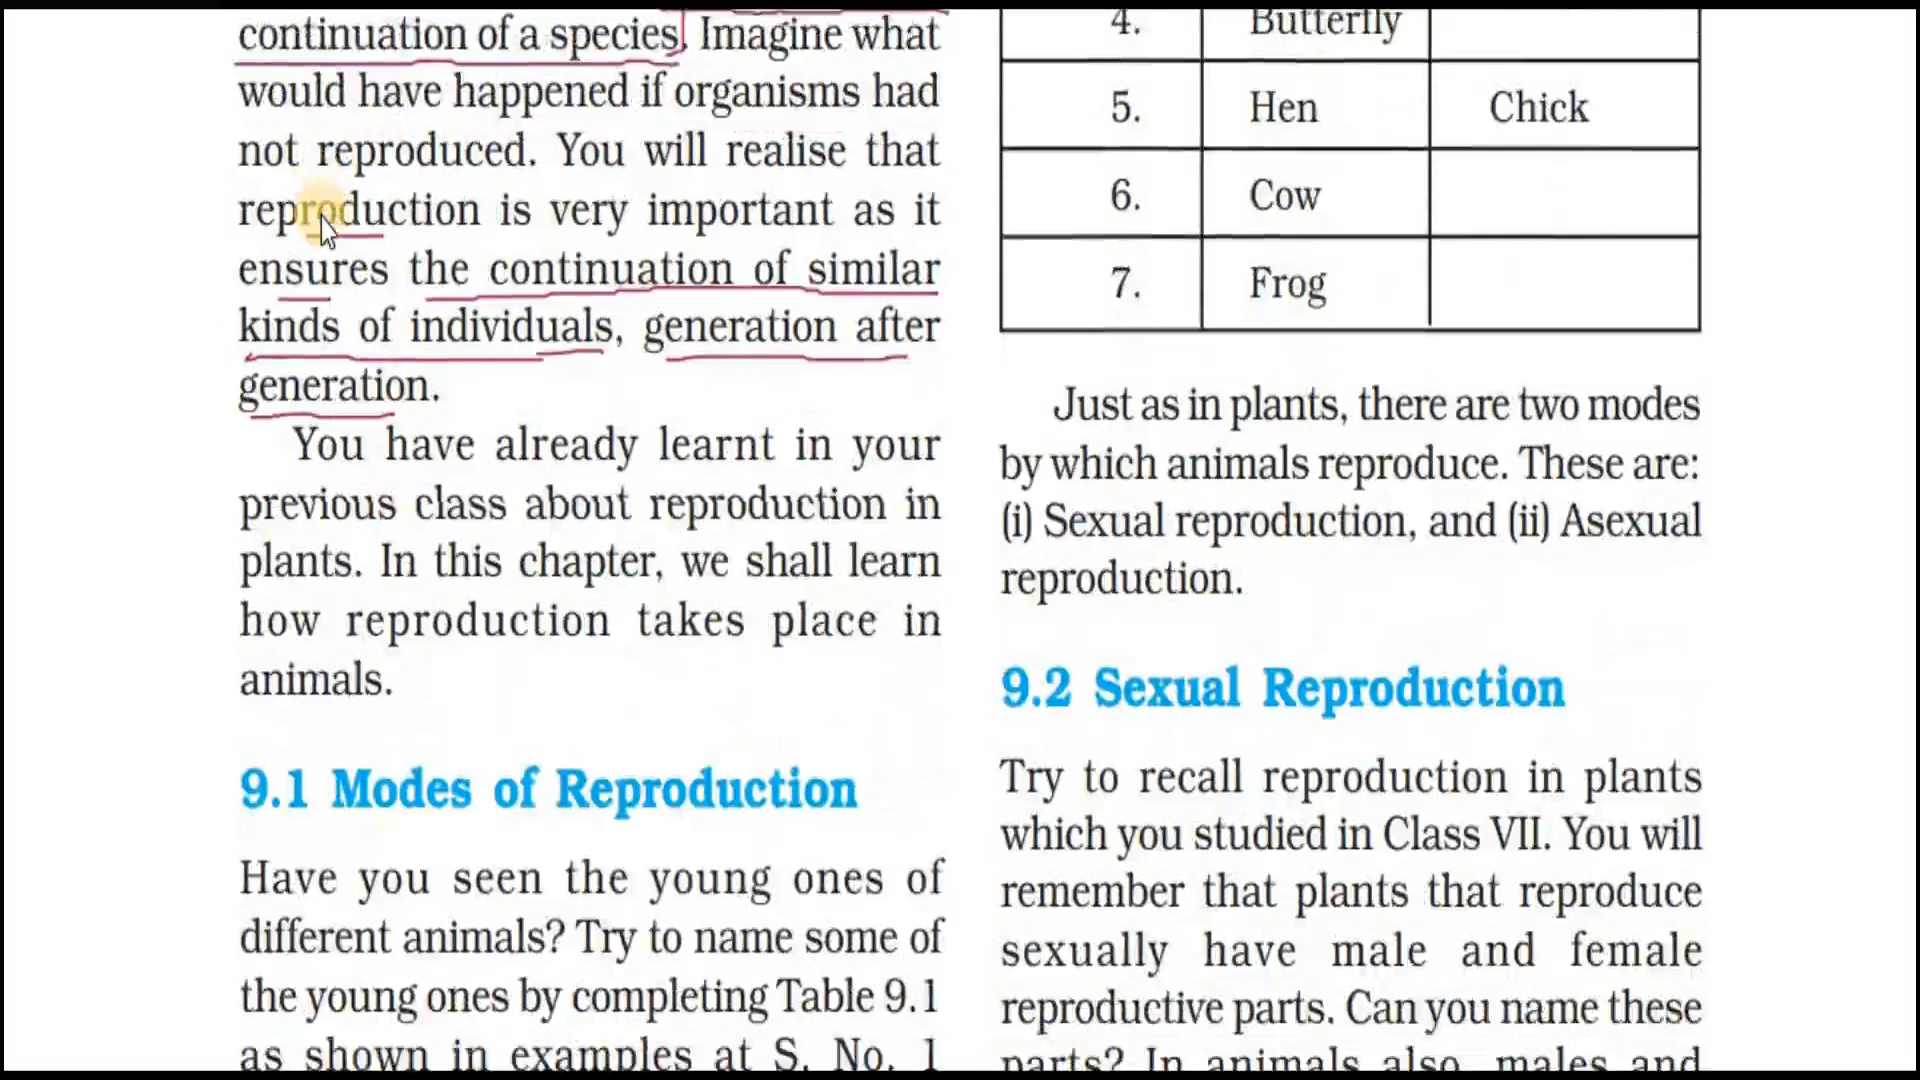 continuation of a species. Imagine what
would have happened if organisms had
not reproduced. You will realise that
reproduction is very important as it
ensures the continuation of similar
kinds of individuals, generation after
generation.
You have already learnt in your
previous class about reproduction in
plants. In this chapter, we shall learn
how reproduction takes place in
animals.
9.1 Modes of Reproduction
Have you seen the young ones of
different animals? Try to name some of
the young ones by completing Table 9.1
as shown in examples at S. No. 1
4. Butterfly
5. Hen Chick
6. Cow
7. Frog
Just as in plants, there are two modes
by which animals reproduce. These are:
(i) Sexual reproduction, and (ii) Asexual
reproduction.
9.2 Sexual Reproduction
Try to recall reproduction in plants
which you studied in Class VII. You will
remember that plants that reproduce
sexually have male and female
reproductive parts. Can you name these
parts? In animals also, males and